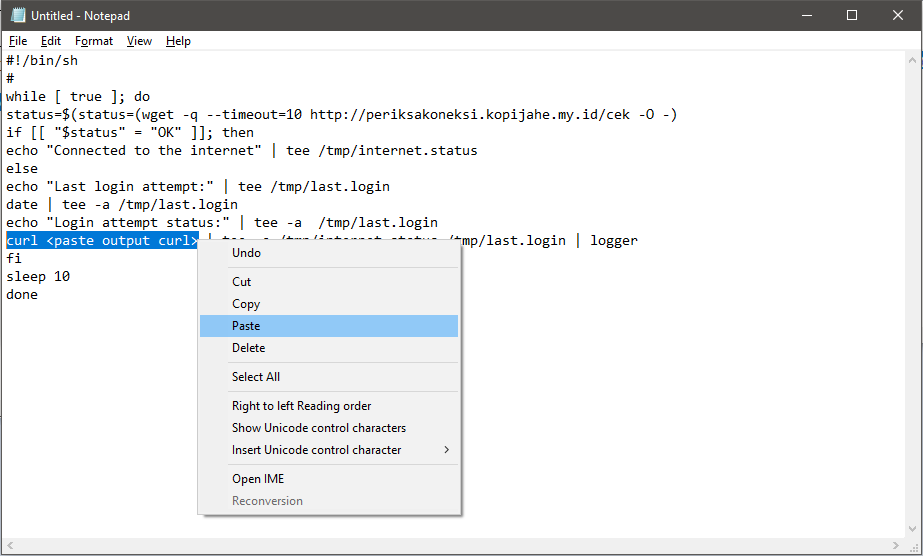 Untitled - Notepad
File Edit Format View Help
#!/bin/sh
#
while [ true ]; do
status=$(status=(wget -q --timeout=10 http://periksakoneksi.kopijahe.my.id/cek -O -)
if [[ "$status" = "OK" ]]; then
echo "Connected to the internet" | tee /tmp/internet.status
else
echo "Last login attempt:" | tee /tmp/last.login
date | tee -a /tmp/last.login
echo "Login attempt status:" | tee -a  /tmp/last.login
curl <paste output curl> | tee -a /tmp/internet.status /tmp/last.login | logger
fi
sleep 10
done
Undo
Cut
Copy
Paste
Delete
Select All
Right to left Reading order
Show Unicode control characters
Insert Unicode control character
Open IME
Reconversion